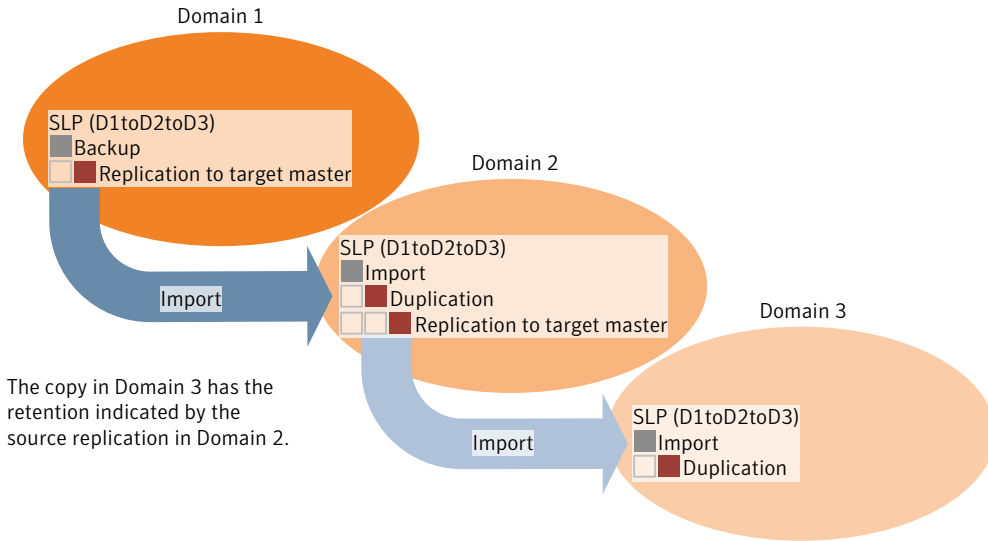 Domain 1
SLP (D1toD2toD3)
Backup
Replication to target master
Import
Domain 2
SLP (D1toD2toD3)
Import
Duplication
Replication to target master
Import
Domain 3
SLP (D1toD2toD3)
Import
Duplication
The copy in Domain 3 has the
retention indicated by the
source replication in Domain 2.